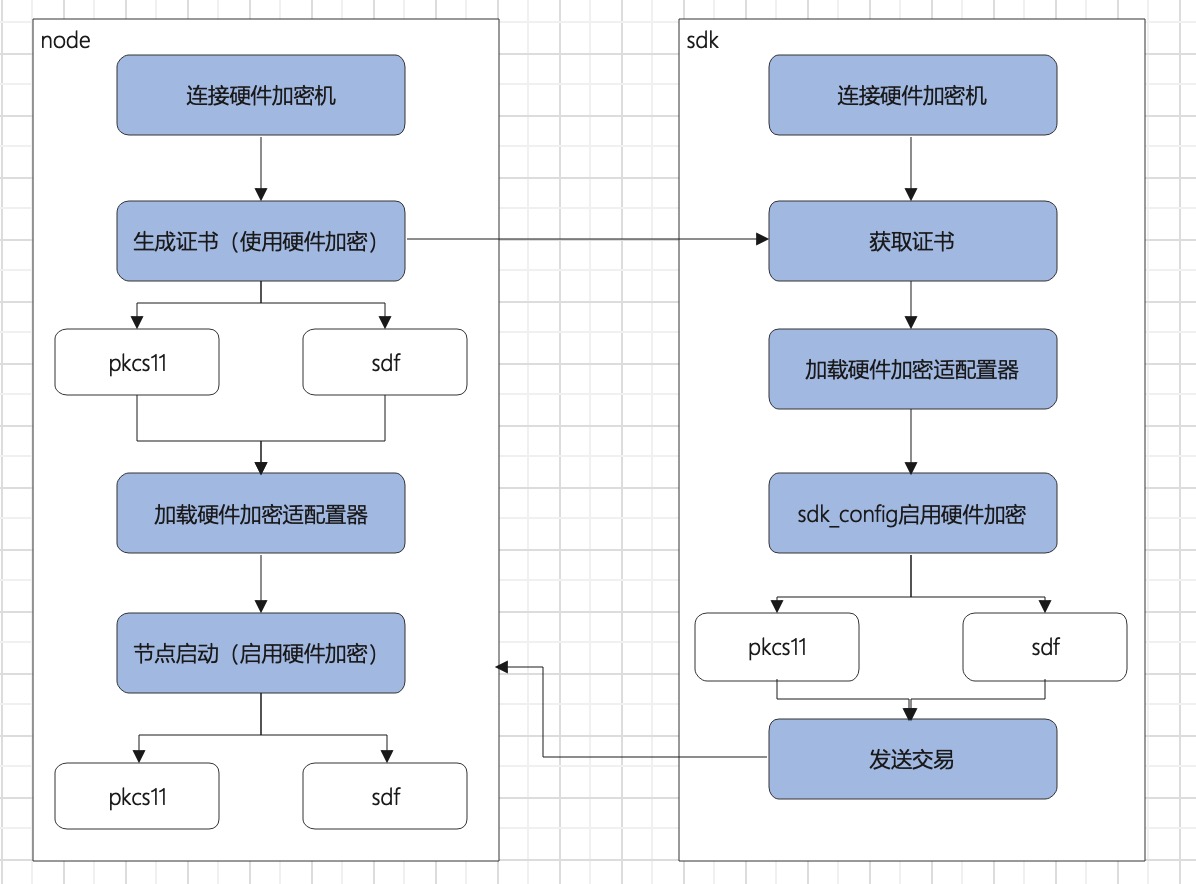 node
连接硬件加密机
生成证书（使用硬件加密）
pkcs11
sdf
加载硬件加密适配置器
节点启动（启用硬件加密）
pkcs11
sdf
sdk
连接硬件加密机
获取证书
加载硬件加密适配置器
sdk_config启用硬件加密
pkcs11
sdf
发送交易